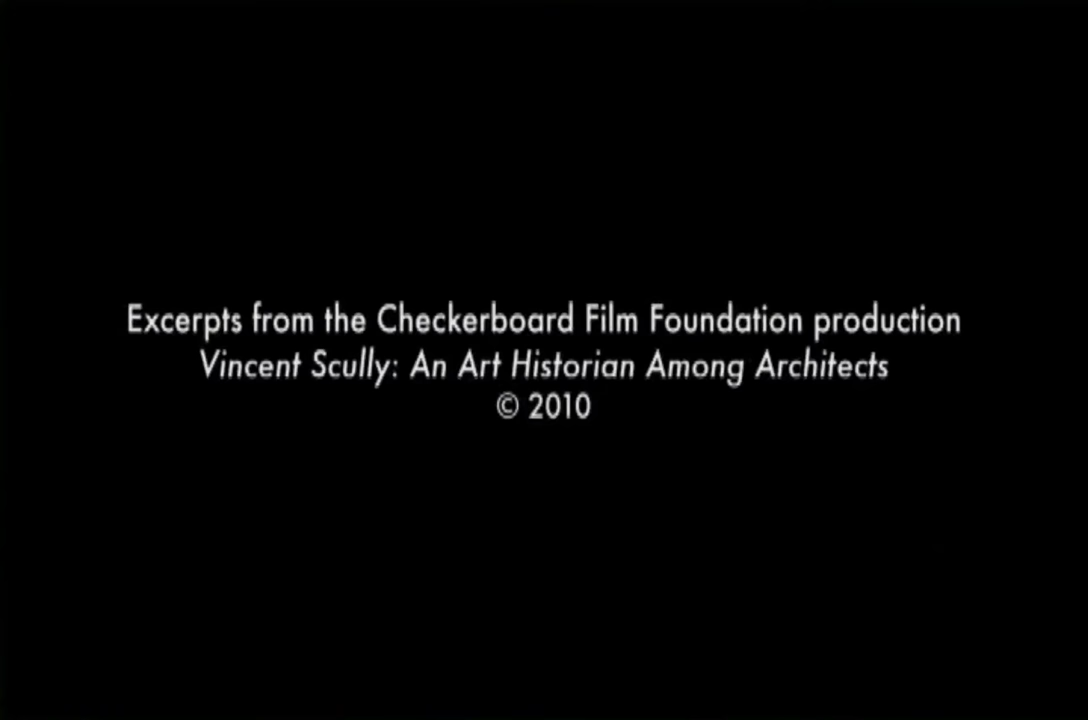 Excerpts from the Checkerboard Film Foundation production
Vincent Scully: An Art Historian Among Architects
© 2010